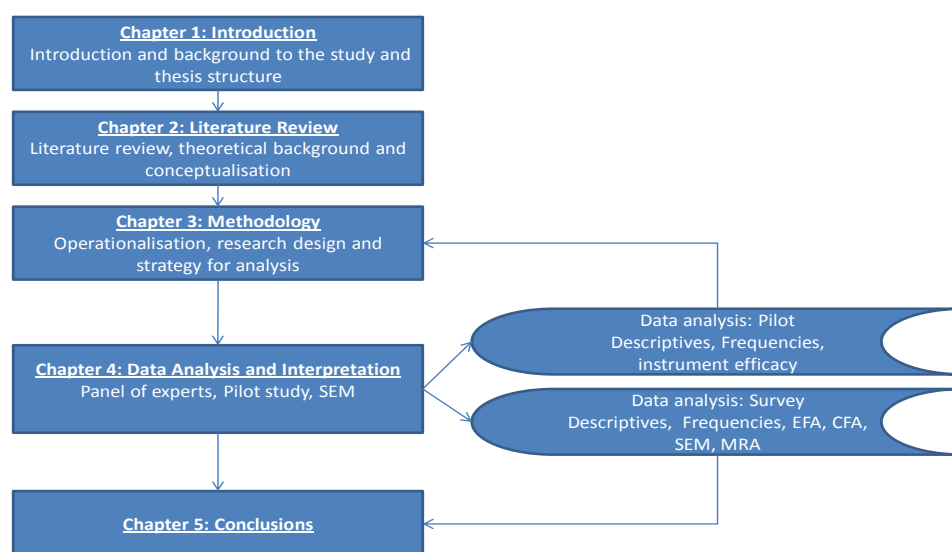 Chapter 1: Introduction
Introduction and background to the study and
thesis structure
Chapter 2: Literature Review
Literature review, theoretical background and
conceptualisation
Chapter 3: Methodology
Operationalisation, research design and
strategy for analysis
Data analysis: Pilot
Descriptives, Frequencies,
instrument efficacy
Chapter 4: Data Analysis and Interpretation
Panel of experts, Pilot study, SEM
Data analysis: Survey
Descriptives, Frequencies, EFA, CFA,
SEM, MRA
Chapter 5: Conclusions